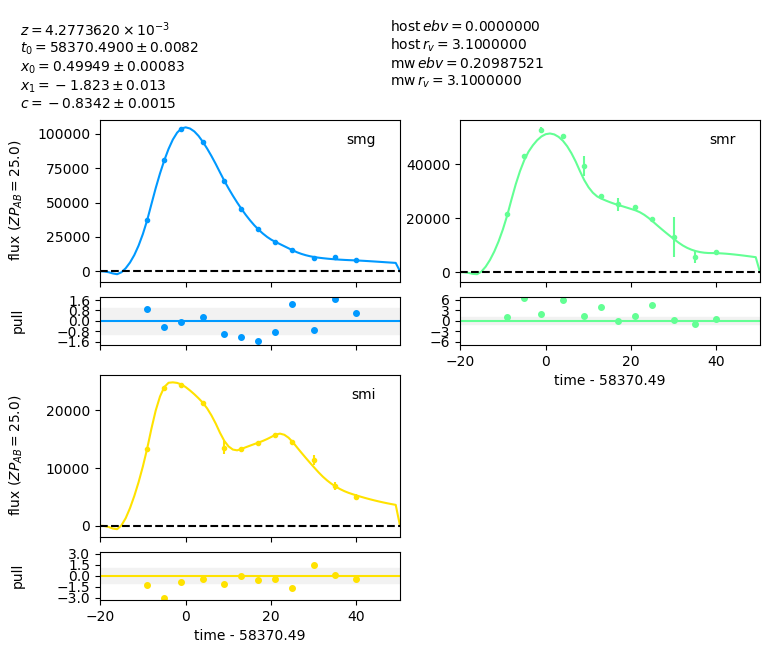 z = 4.2773620 × 10⁻³
t₀ = 58370.4900 ± 0.0082
x₀ = 0.49949 ± 0.00083
x₁ = −1.823 ± 0.013
c = −0.8342 ± 0.0015
host ebv = 0.0000000
host r_v = 3.1000000
mw ebv = 0.20987521
mw r_v = 3.1000000
smg
100000
75000
50000
25000
0
flux (ZP_AB = 25.0)
1.6
0.8
0.0
−0.8
−1.6
pull
smr
40000
20000
0
6
3
0
−3
−6
−20 0 20 40
time - 58370.49
smi
20000
10000
0
flux (ZP_AB = 25.0)
3.0
1.5
0.0
−1.5
−3.0
pull
−20 0 20 40
time - 58370.49